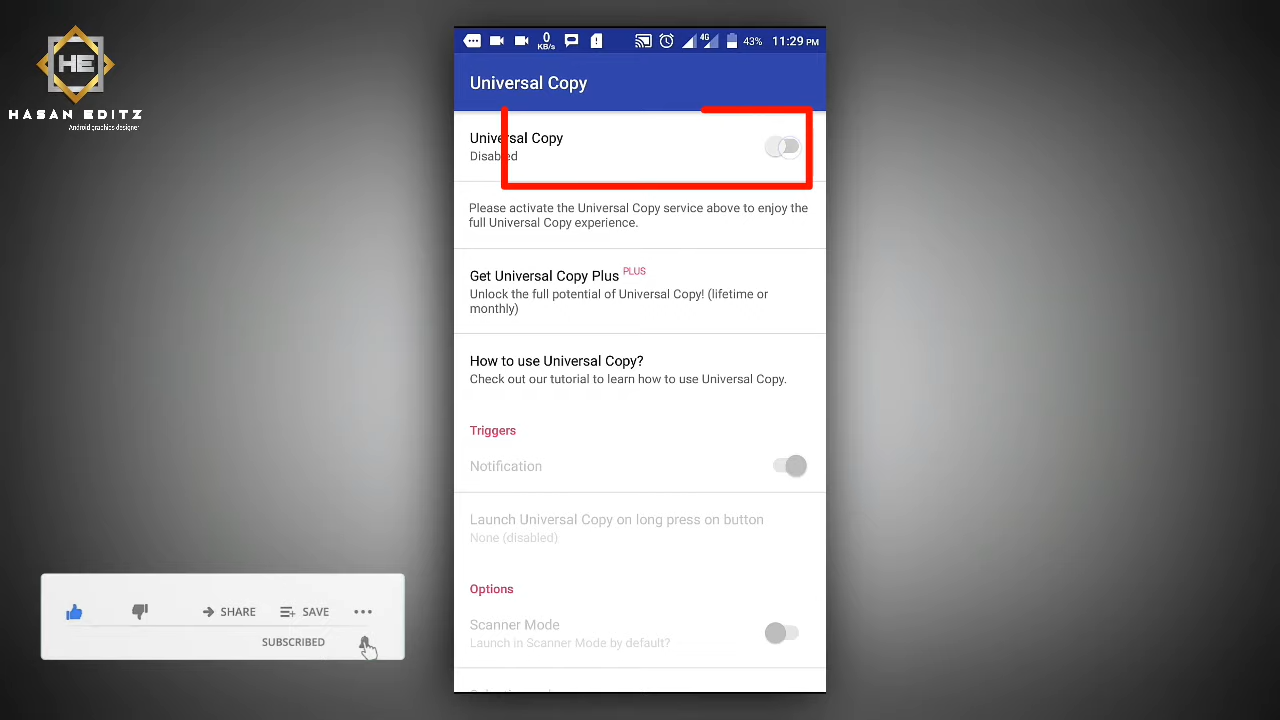 HE
HASAN EDITZ
Android graphics designer
0
KB/s
4G
43%
11:29 PM
Universal Copy
Universal Copy
Disabled
Please activate the Universal Copy service above to enjoy the
full Universal Copy experience.
Get Universal Copy Plus PLUS
Unlock the full potential of Universal Copy! (lifetime or
monthly)
How to use Universal Copy?
Check out our tutorial to learn how to use Universal Copy.
Triggers
Notification
Launch Universal Copy on long press on button
None (disabled)
Options
Scanner Mode
Launch in Scanner Mode by default?
SHARE
SAVE
SUBSCRIBED